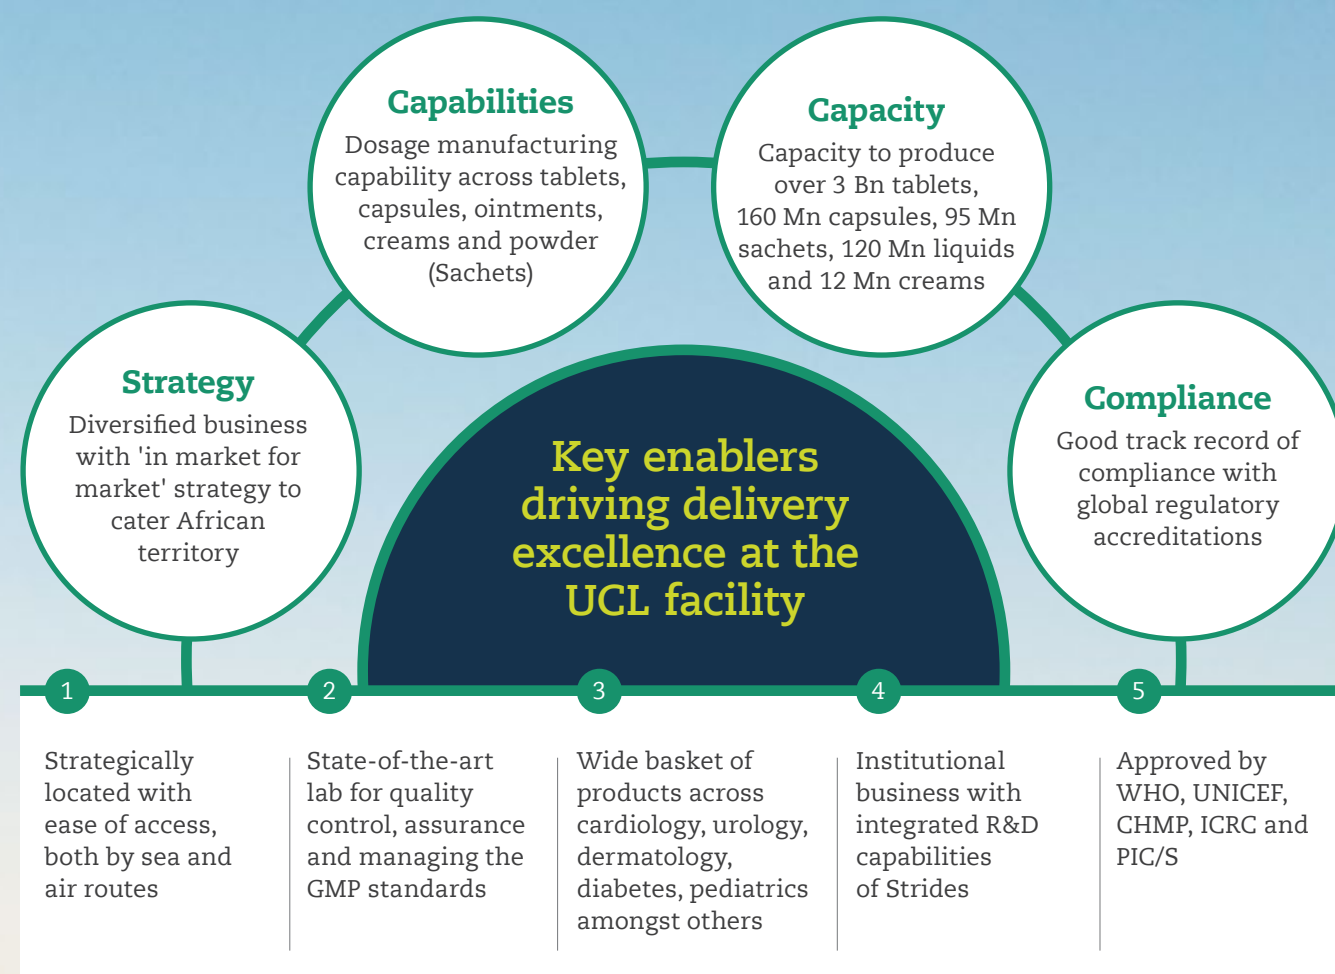 Capabilities
Dosage manufacturing
capability across tablets,
capsules, ointments,
creams and powder
(Sachets)
Capacity
Capacity to produce
over 3 Bn tablets,
160 Mn capsules, 95 Mn
sachets, 120 Mn liquids
and 12 Mn creams
Strategy
Diversified business
with 'in market for
market' strategy to
cater African
territory
Key enablers
driving delivery
excellence at the
UCL facility
Compliance
Good track record of
compliance with
global regulatory
accreditations
1
Strategically
located with
ease of access,
both by sea and
air routes
2
State-of-the-art
lab for quality
control, assurance
and managing the
GMP standards
3
Wide basket of
products across
cardiology, urology,
dermatology,
diabetes, pediatrics
amongst others
4
Institutional
business with
integrated R&D
capabilities
of Strides
5
Approved by
WHO, UNICEF,
CHMP, ICRC and
PIC/S